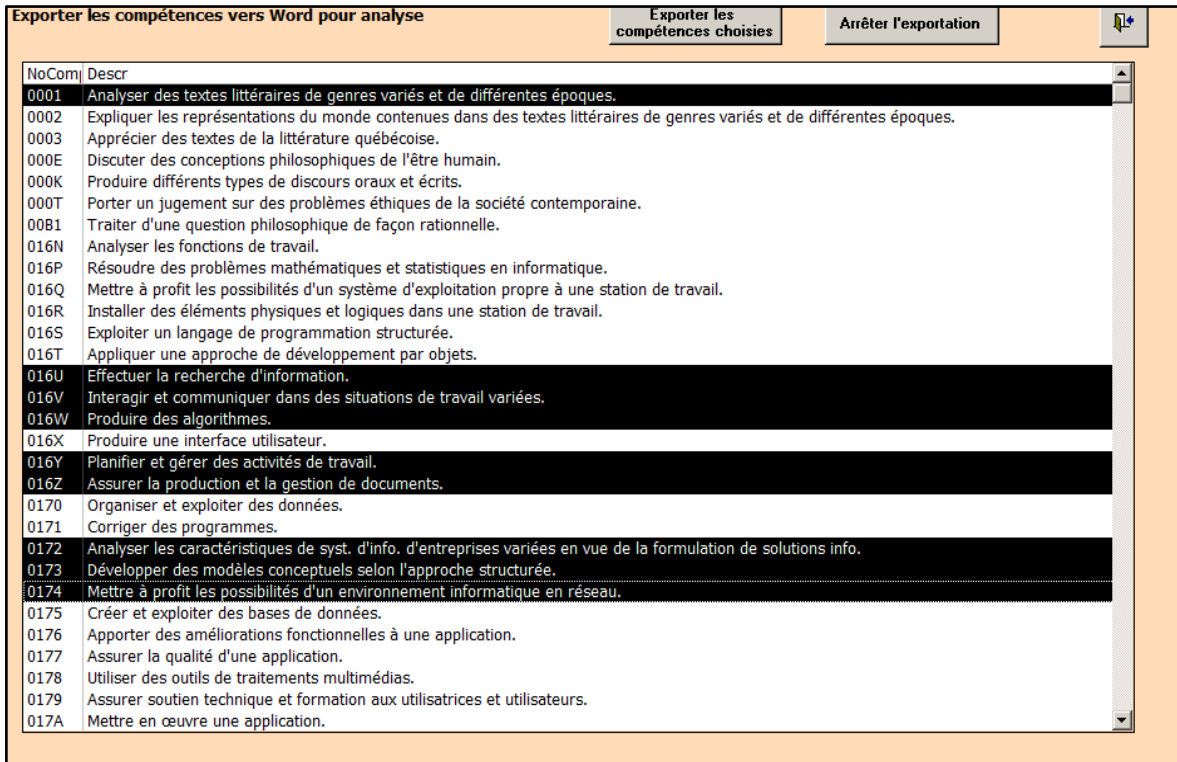 Exporter les compétences vers Word pour analyse
Exporter les
compétences choisies
Arrêter l'exportation
NoCom Descr
0001 Analyser des textes littéraires de genres variés et de différentes époques.
0002 Expliquer les représentations du monde contenues dans des textes littéraires de genres variés et de différentes époques.
0003 Apprécier des textes de la littérature québécoise.
000E Discuter des conceptions philosophiques de l'être humain.
000K Produire différents types de discours oraux et écrits.
000T Porter un jugement sur des problèmes éthiques de la société contemporaine.
00B1 Traiter d'une question philosophique de façon rationnelle.
016N Analyser les fonctions de travail.
016P Résoudre des problèmes mathématiques et statistiques en informatique.
016Q Mettre à profit les possibilités d'un système d'exploitation propre à une station de travail.
016R Installer des éléments physiques et logiques dans une station de travail.
016S Exploiter un langage de programmation structurée.
016T Appliquer une approche de développement par objets.
016U Effectuer la recherche d'information.
016V Interagir et communiquer dans des situations de travail variées.
016W Produire des algorithmes.
016X Produire une interface utilisateur.
016Y Planifier et gérer des activités de travail.
016Z Assurer la production et la gestion de documents.
0170 Organiser et exploiter des données.
0171 Corriger des programmes.
0172 Analyser les caractéristiques de syst. d'info. d'entreprises variées en vue de la formulation de solutions info.
0173 Développer des modèles conceptuels selon l'approche structurée.
0174 Mettre à profit les possibilités d'un environnement informatique en réseau.
0175 Créer et exploiter des bases de données.
0176 Apporter des améliorations fonctionnelles à une application.
0177 Assurer la qualité d'une application.
0178 Utiliser des outils de traitements multimédias.
0179 Assurer soutien technique et formation aux utilisatrices et utilisateurs.
017A Mettre en œuvre une application.